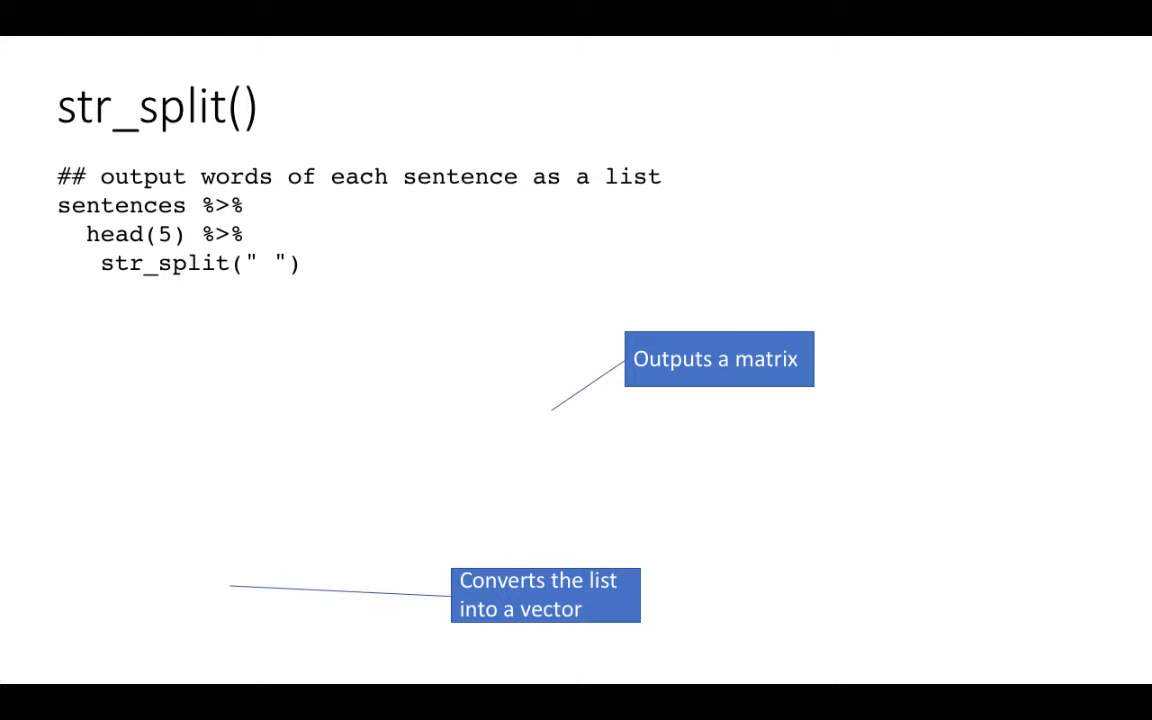 str_split()
## output words of each sentence as a list
sentences %>%
  head(5) %>%
   str_split(" ")
Outputs a matrix
Converts the list
into a vector